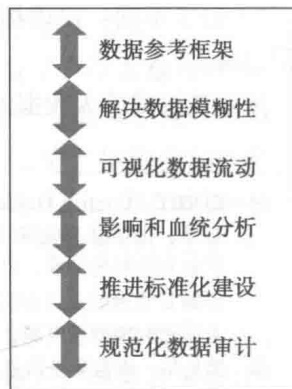 数据参考框架
解决数据模糊性
可视化数据流动
影响和血统分析
推进标准化建设
规范化数据审计